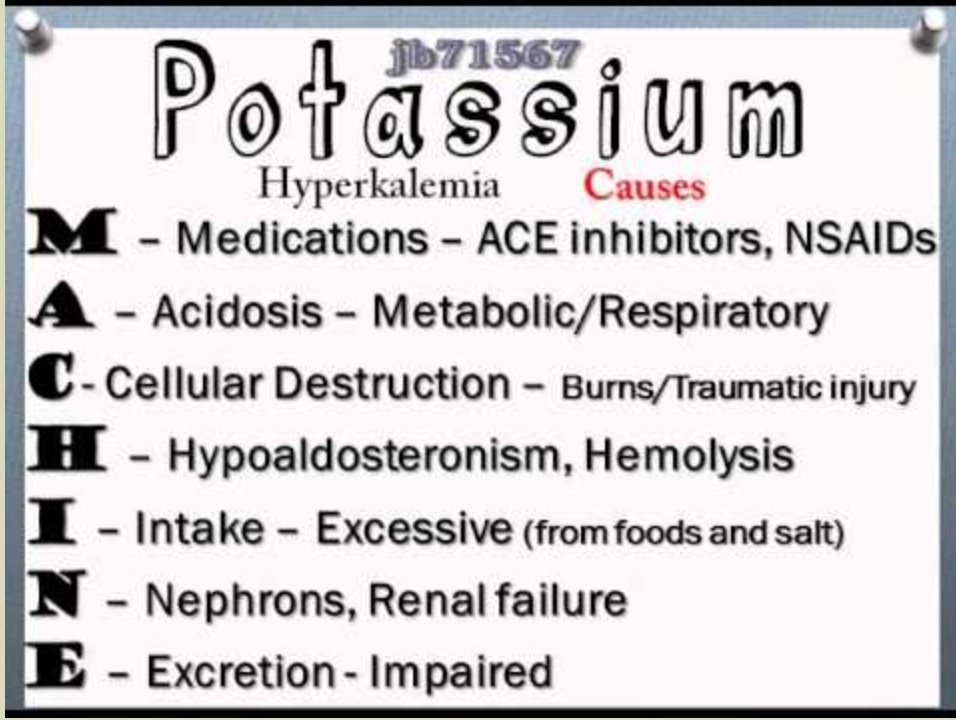 jb71567
Potassium
Hyperkalemia Causes
M – Medications – ACE inhibitors, NSAIDs
A – Acidosis – Metabolic/Respiratory
C - Cellular Destruction – Burns/Traumatic injury
H – Hypoaldosteronism, Hemolysis
I – Intake – Excessive (from foods and salt)
N – Nephrons, Renal failure
E – Excretion - Impaired